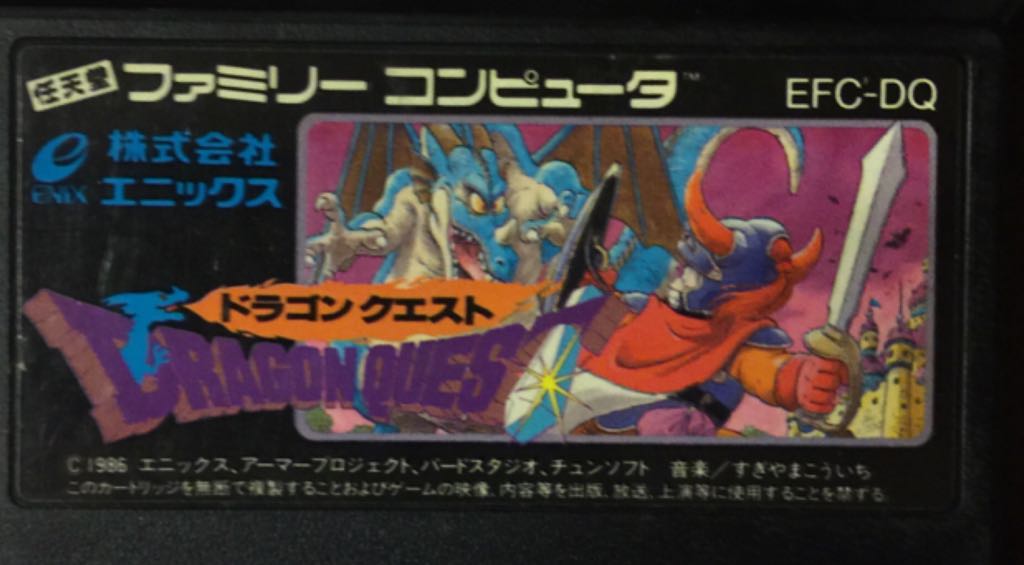 任天堂 ファミリー コンピュータ™ EFC-DQ
ENIX 株式会社
エニックス
ドラゴン クエスト
DRAGON QUEST
C 1986 エニックス、アーマープロジェクト、バードスタジオ、チュンソフト 音楽/すぎやまこういち
このカートリッジを無断で複製することおよびゲームの映像、内容等を出版、放送、上演等に使用することを禁ずる